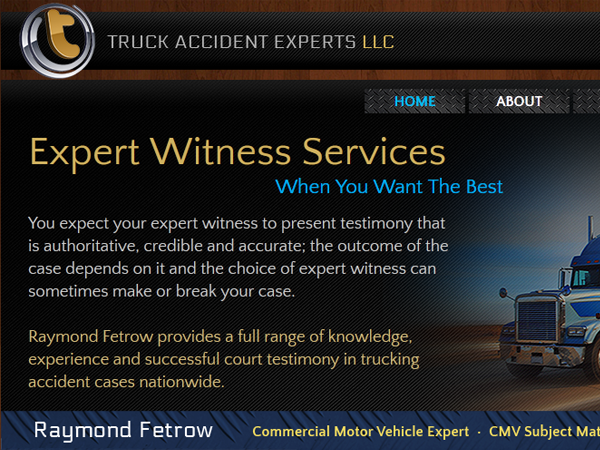 TRUCK ACCIDENT EXPERTS LLC
HOME ABOUT
Expert Witness Services
When You Want The Best
You expect your expert witness to present testimony that
is authoritative, credible and accurate; the outcome of the
case depends on it and the choice of expert witness can
sometimes make or break your case.
Raymond Fetrow provides a full range of knowledge,
experience and successful court testimony in trucking
accident cases nationwide.
Raymond Fetrow Commercial Motor Vehicle Expert · CMV Subject Mat